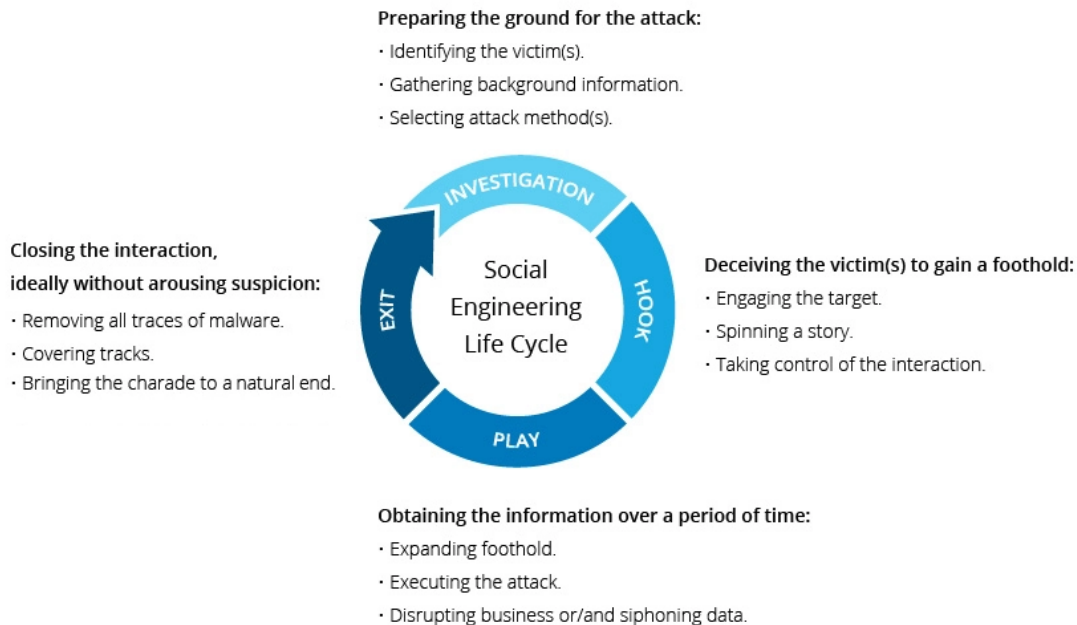 Preparing the ground for the attack:
· Identifying the victim(s).
· Gathering background information.
· Selecting attack method(s).
INVESTIGATION
Closing the interaction,
ideally without arousing suspicion:
· Removing all traces of malware.
· Covering tracks.
· Bringing the charade to a natural end.
EXIT
Social
Engineering
Life Cycle
HOOK
Deceiving the victim(s) to gain a foothold:
· Engaging the target.
· Spinning a story.
· Taking control of the interaction.
PLAY
Obtaining the information over a period of time:
· Expanding foothold.
· Executing the attack.
· Disrupting business or/and siphoning data.